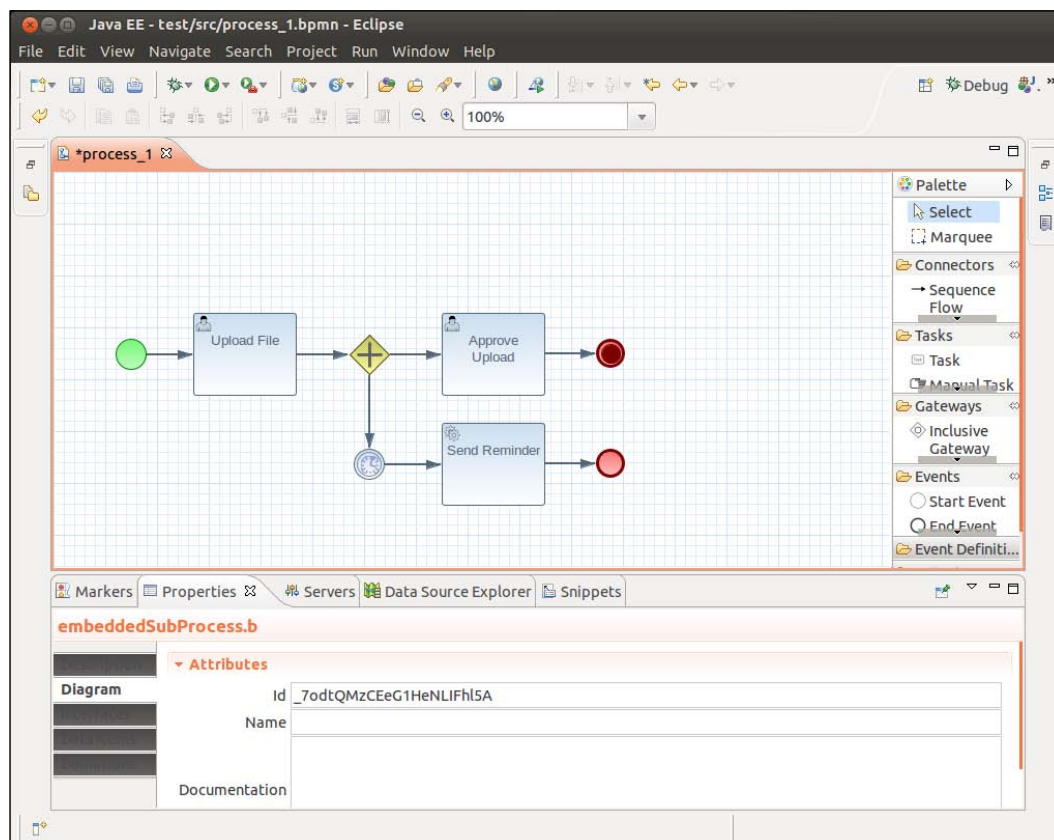 Java EE - test/src/process_1.bpmn - Eclipse
File Edit View Navigate Search Project Run Window Help
Debug J. »
100%
*process_1
Palette
Select
Marquee
Connectors
Sequence
Flow
Tasks
Task
Manual Task
Gateways
Inclusive
Gateway
Events
Start Event
End Event
Event Definiti...
Upload File
Approve
Upload
Send Reminder
Markers Properties Servers Data Source Explorer Snippets
embeddedSubProcess.b
Attributes
Diagram
Id _7odtQMzCEeG1HeNLIFhl5A
Name
Documentation